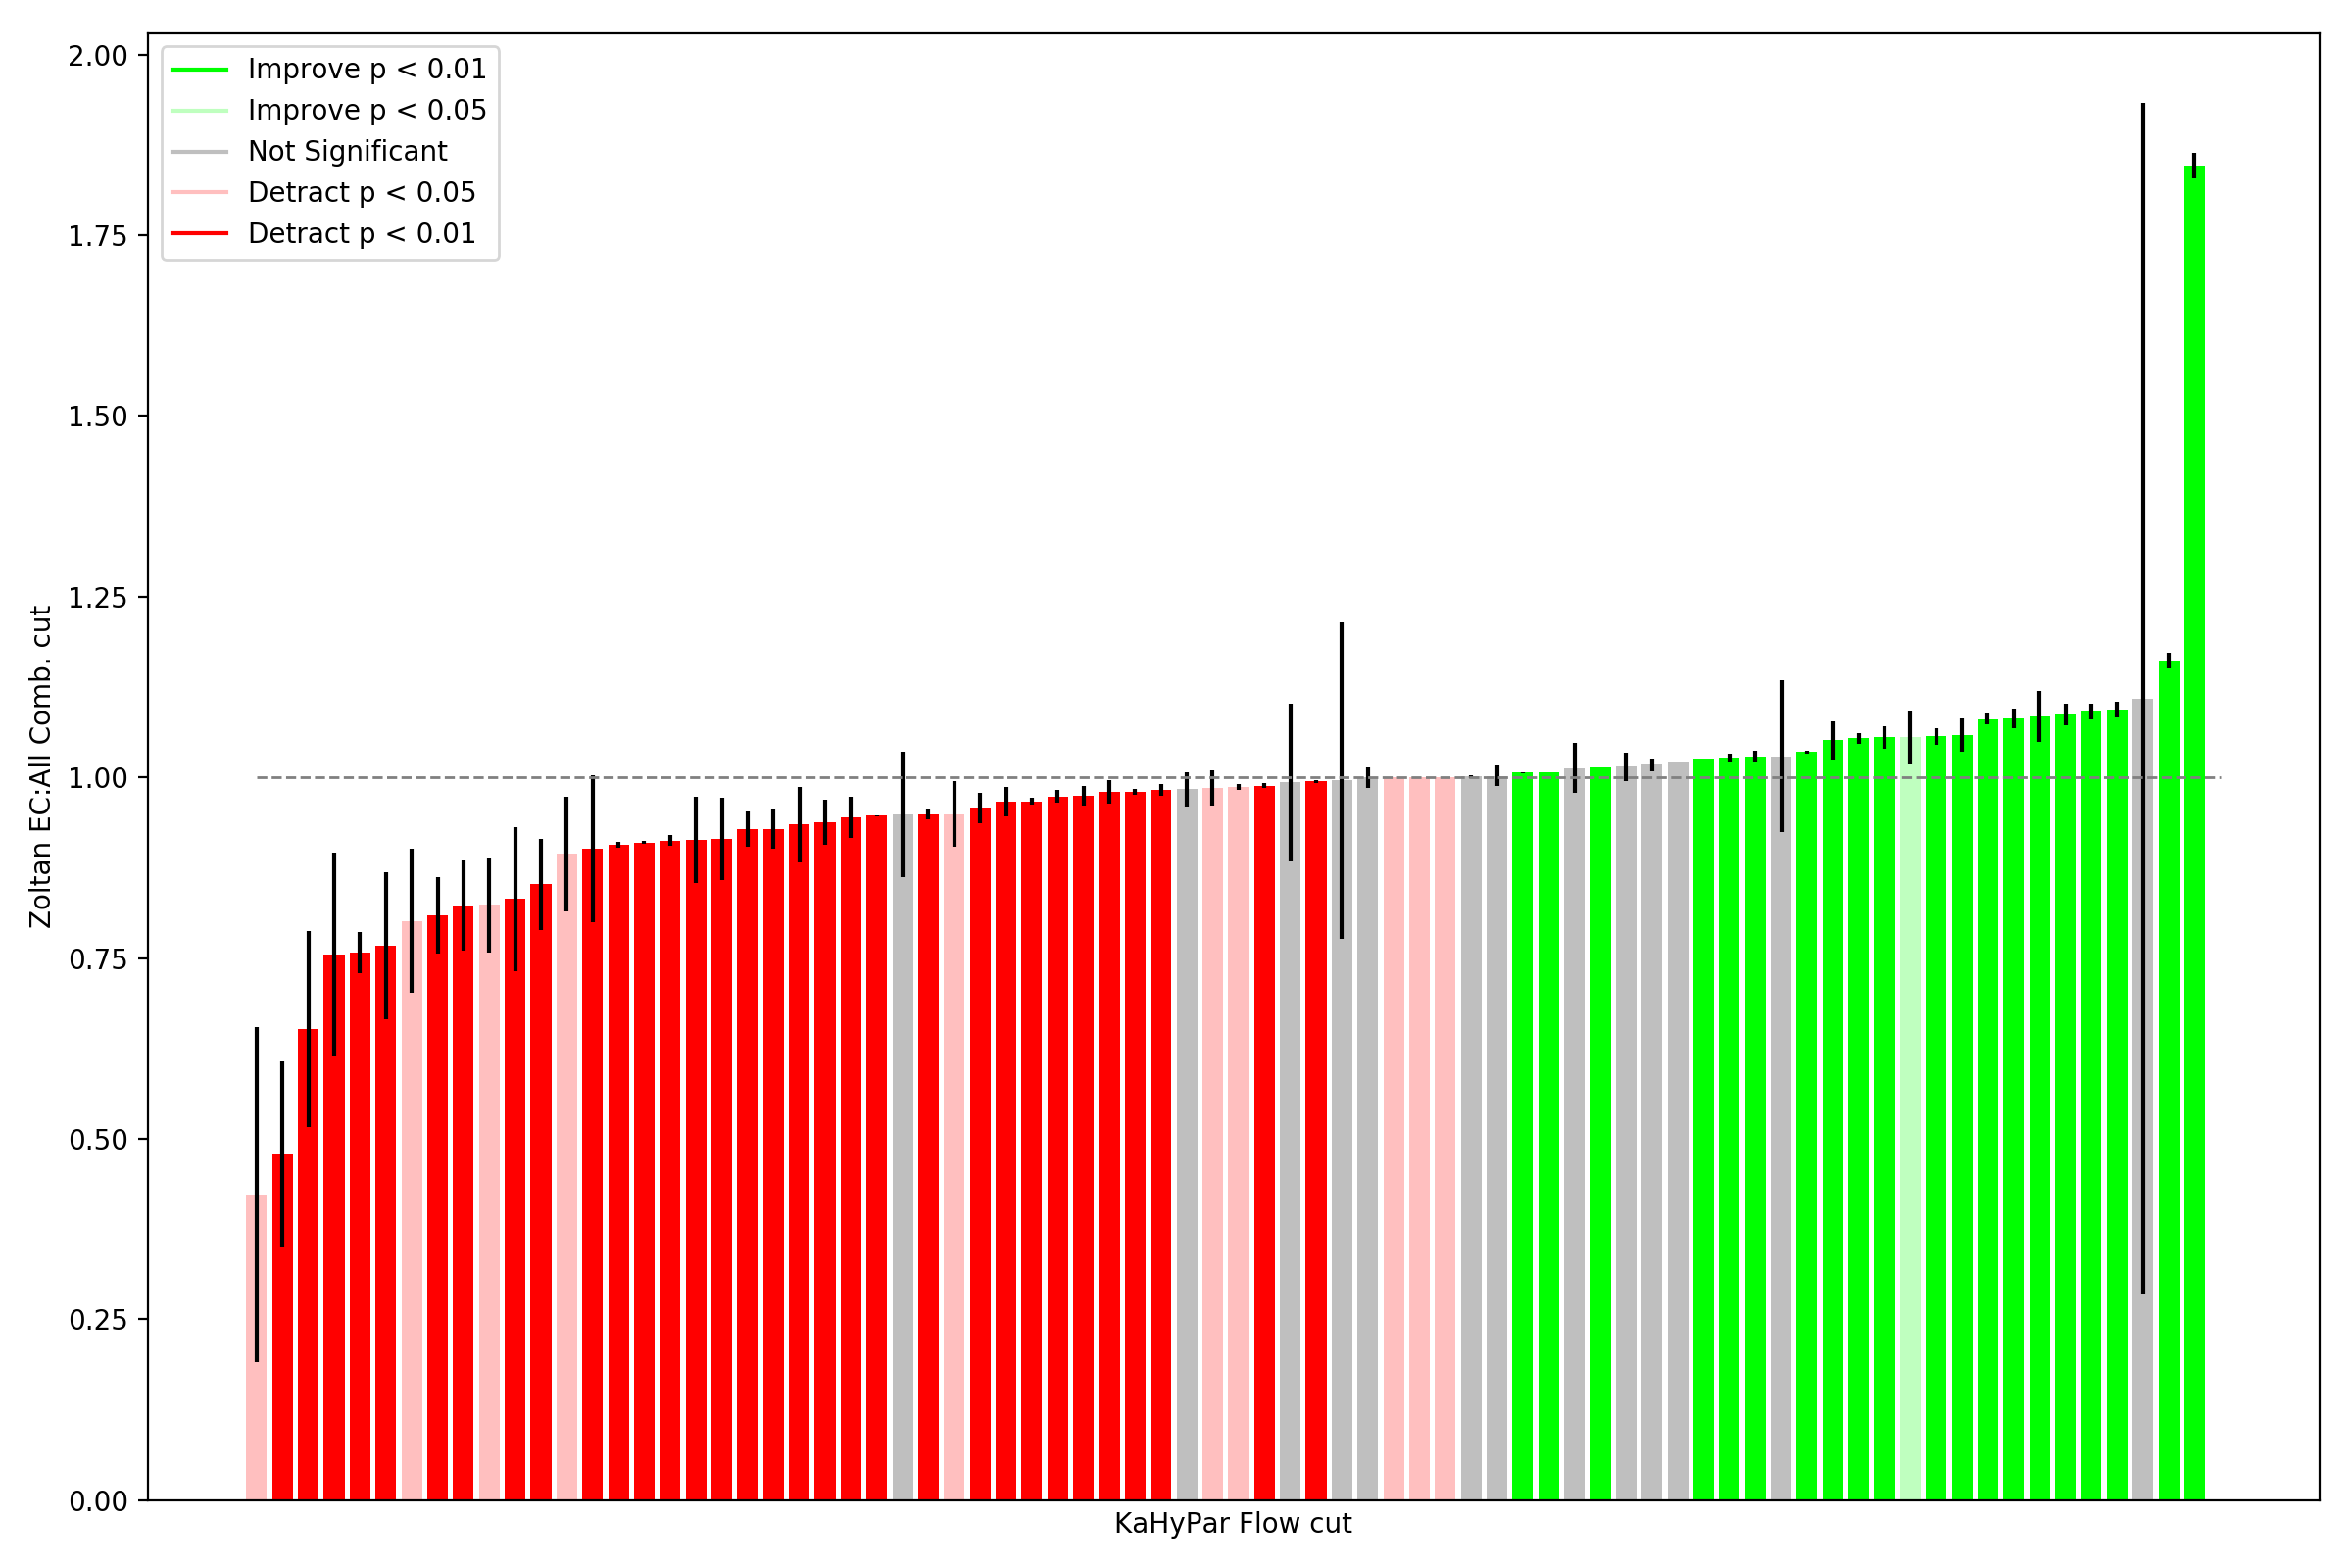 2.00
1.75
1.50
1.25
1.00
0.75
0.50
0.25
0.00
Zoltan EC:All Comb. cut
Improve p < 0.01
Improve p < 0.05
Not Significant
Detract p < 0.05
Detract p < 0.01
KaHyPar Flow cut